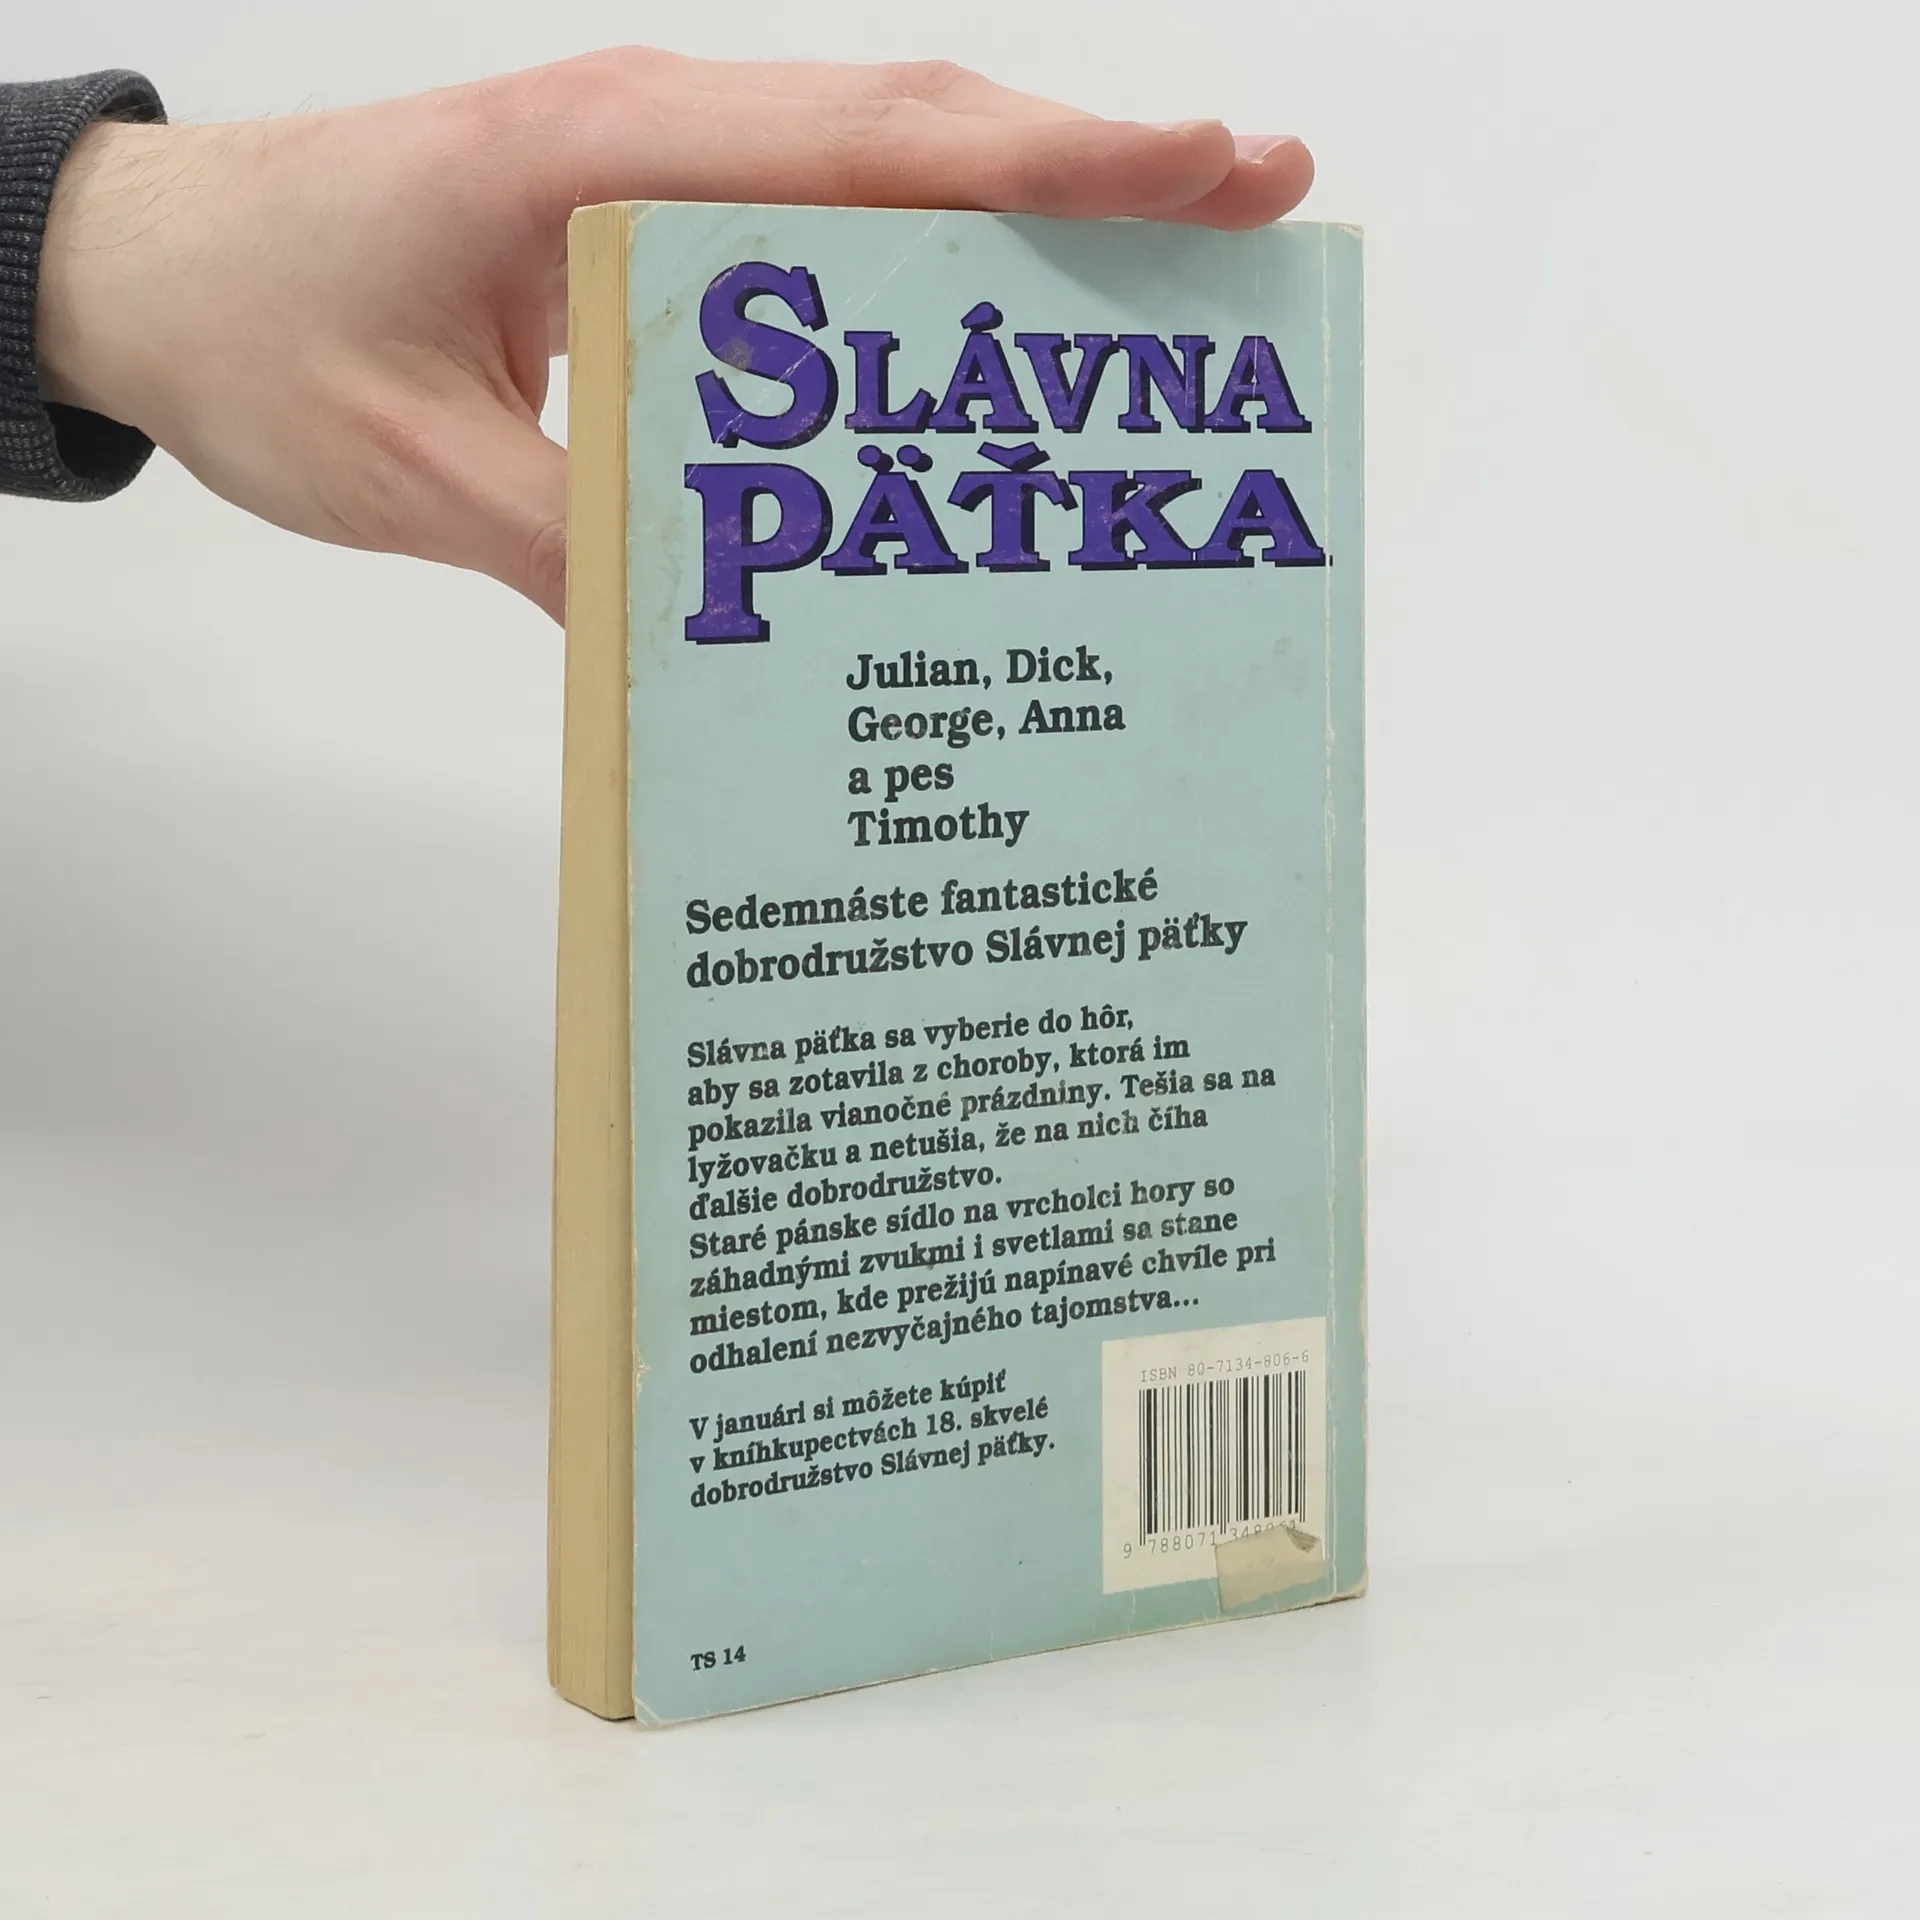 SLÁVNA
PÄŤKA
Julian, Dick,
George, Anna
a pes
Timothy
Sedemnáste fantastické
dobrodružstvo Slávnej päťky
Slávna päťka sa vyberie do hôr,
aby sa zotavila z choroby, ktorá im
pokazila vianočné prázdniny. Tešia sa na
lyžovačku a netušia, že na nich číha
ďalšie dobrodružstvo.
Staré pánske sídlo na vrcholci hory so
záhadnými zvukmi i svetlami sa stane
miestom, kde prežijú napínavé chvíle pri
odhalení nezvyčajného tajomstva...
V januári si môžete kúpiť
v kníhkupectvách 18. skvelé
dobrodružstvo Slávnej päťky.
ISBN 80-7134-806-6
9 788071
TS 14